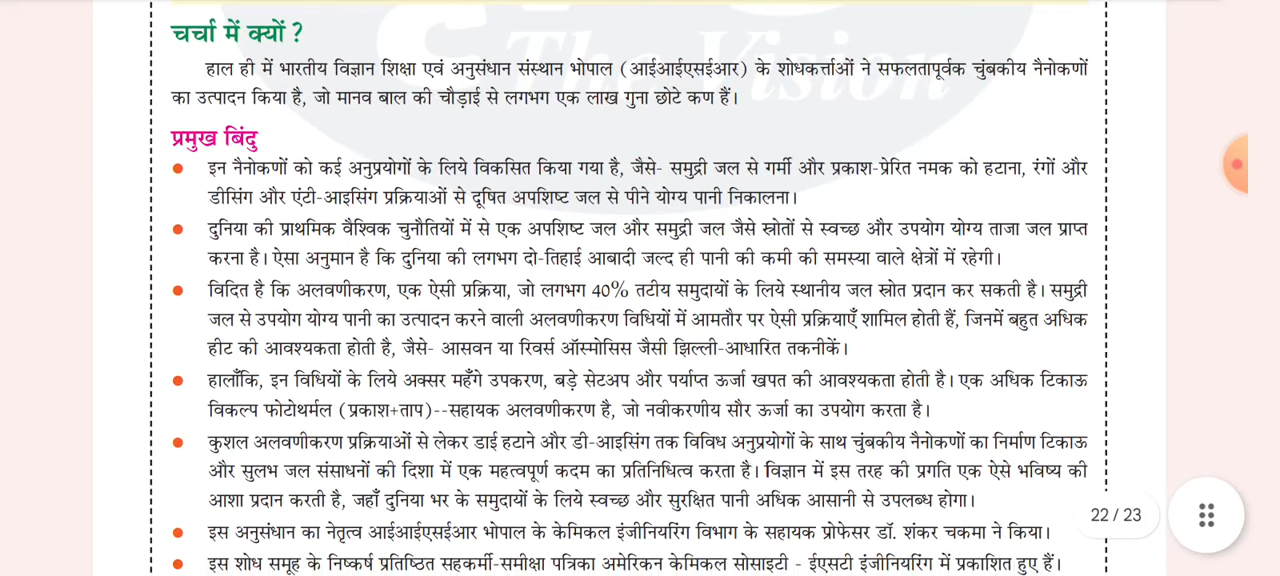 चर्चा में क्यों ?
हाल ही में भारतीय विज्ञान शिक्षा एवं अनुसंधान संस्थान भोपाल (आईआईएसईआर) के शोधकर्त्ताओं ने सफलतापूर्वक चुंबकीय नैनोकणों
का उत्पादन किया है, जो मानव बाल की चौड़ाई से लगभग एक लाख गुना छोटे कण हैं।
The Vision
प्रमुख बिंदु
● इन नैनोकणों को कई अनुप्रयोगों के लिये विकसित किया गया है, जैसे- समुद्री जल से गर्मी और प्रकाश-प्रेरित नमक को हटाना, रंगों और
डीसिंग और एंटी-आइसिंग प्रक्रियाओं से दूषित अपशिष्ट जल से पीने योग्य पानी निकालना।
● दुनिया की प्राथमिक वैश्विक चुनौतियों में से एक अपशिष्ट जल और समुद्री जल जैसे स्रोतों से स्वच्छ और उपयोग योग्य ताजा जल प्राप्त
करना है। ऐसा अनुमान है कि दुनिया की लगभग दो-तिहाई आबादी जल्द ही पानी की कमी की समस्या वाले क्षेत्रों में रहेगी।
● विदित है कि अलवणीकरण, एक ऐसी प्रक्रिया, जो लगभग 40% तटीय समुदायों के लिये स्थानीय जल स्रोत प्रदान कर सकती है। समुद्री
जल से उपयोग योग्य पानी का उत्पादन करने वाली अलवणीकरण विधियों में आमतौर पर ऐसी प्रक्रियाएँ शामिल होती हैं, जिनमें बहुत अधिक
हीट की आवश्यकता होती है, जैसे- आसवन या रिवर्स ऑस्मोसिस जैसी झिल्ली-आधारित तकनीकें।
● हालाँकि, इन विधियों के लिये अक्सर महँगे उपकरण, बड़े सेटअप और पर्याप्त ऊर्जा खपत की आवश्यकता होती है। एक अधिक टिकाऊ
विकल्प फोटोथर्मल (प्रकाश+ताप)--सहायक अलवणीकरण है, जो नवीकरणीय सौर ऊर्जा का उपयोग करता है।
● कुशल अलवणीकरण प्रक्रियाओं से लेकर डाई हटाने और डी-आइसिंग तक विविध अनुप्रयोगों के साथ चुंबकीय नैनोकणों का निर्माण टिकाऊ
और सुलभ जल संसाधनों की दिशा में एक महत्वपूर्ण कदम का प्रतिनिधित्व करता है। विज्ञान में इस तरह की प्रगति एक ऐसे भविष्य की
आशा प्रदान करती है, जहाँ दुनिया भर के समुदायों के लिये स्वच्छ और सुरक्षित पानी अधिक आसानी से उपलब्ध होगा।
22 / 23
● इस अनुसंधान का नेतृत्व आईआईएसईआर भोपाल के केमिकल इंजीनियरिंग विभाग के सहायक प्रोफेसर डॉ. शंकर चकमा ने किया।
● इस शोध समूह के निष्कर्ष प्रतिष्ठित सहकर्मी-समीक्षा पत्रिका अमेरिकन केमिकल सोसाइटी - ईएसटी इंजीनियरिंग में प्रकाशित हुए हैं।